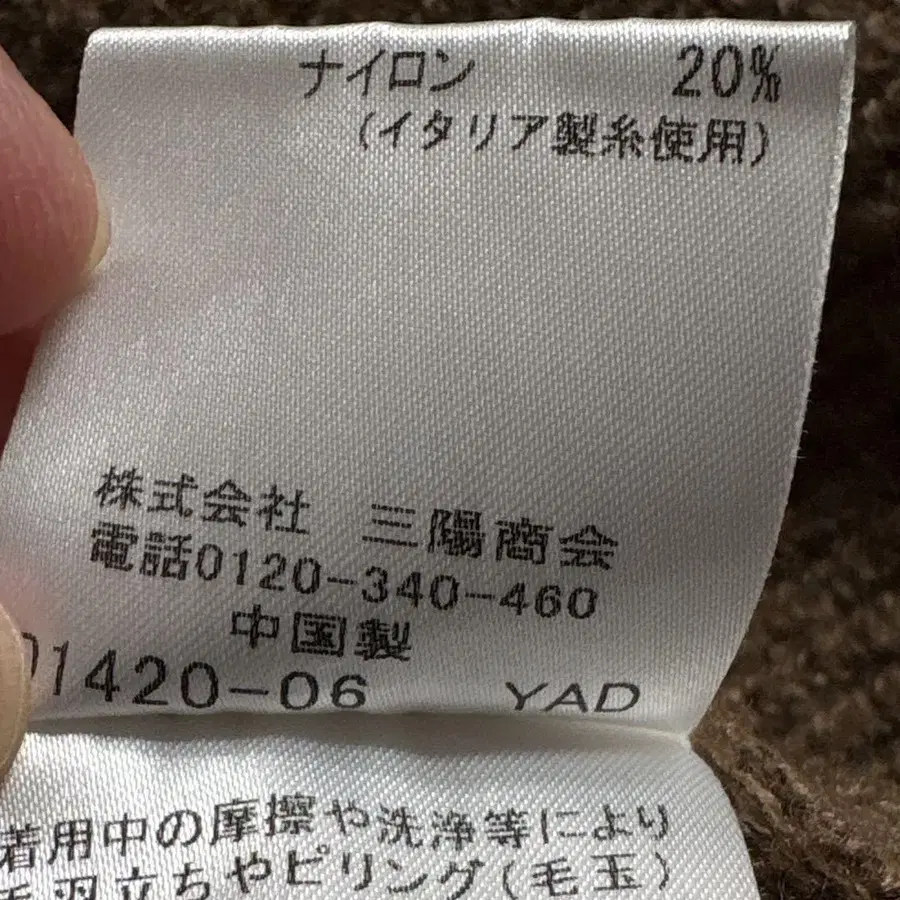 ナイロン 20%
(イタリア製糸使用)
株式会社 三陽商会
電話0120-340-460
中国製
01420-06 YAD
着用中の摩擦や洗浄等により
毛羽立ちやピリング(毛玉)